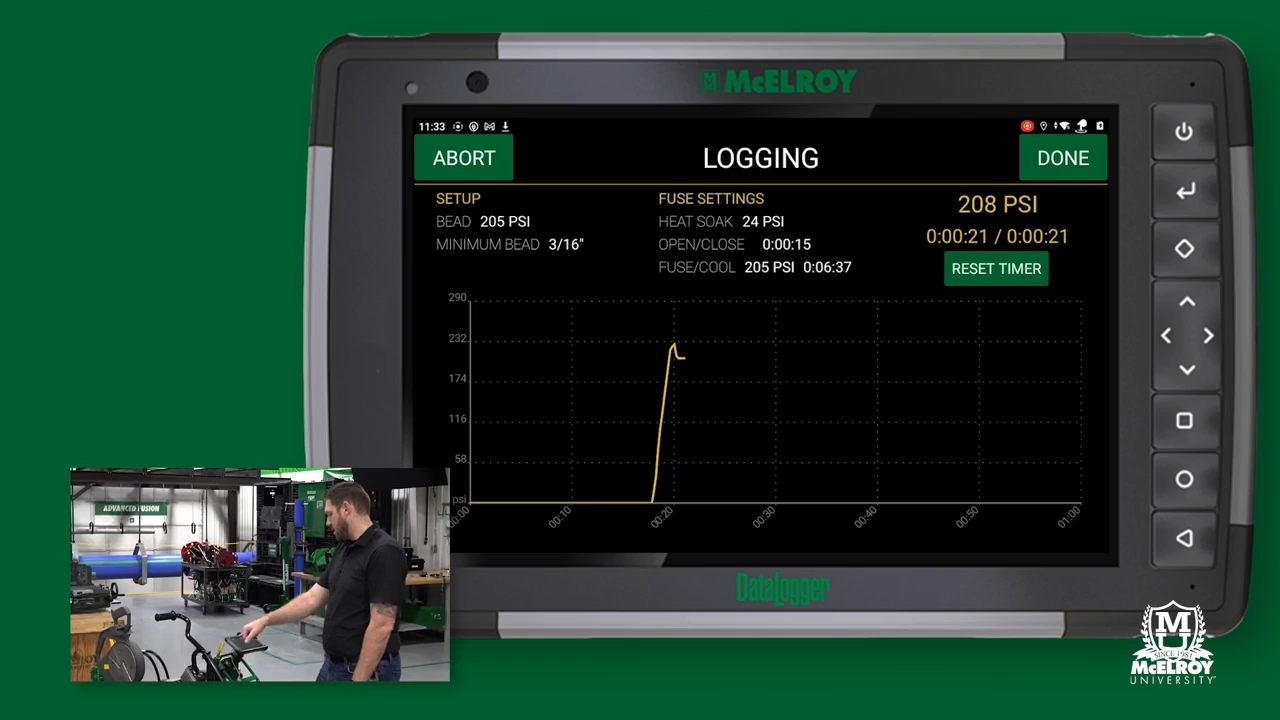 McELROY
11:33
ABORT
LOGGING
DONE
SETUP
BEAD 205 PSI
MINIMUM BEAD 3/16"
FUSE SETTINGS
HEAT SOAK 24 PSI
OPEN/CLOSE 0:00:15
FUSE/COOL 205 PSI 0:06:37
208 PSI
0:00:21 / 0:00:21
RESET TIMER
290
232
174
116
58
psi
00:00
00:10
00:20
00:30
00:40
00:50
01:00
DataLogger
ADVANCED FUSION
M
SINCE 1981
McELROY
UNIVERSITY